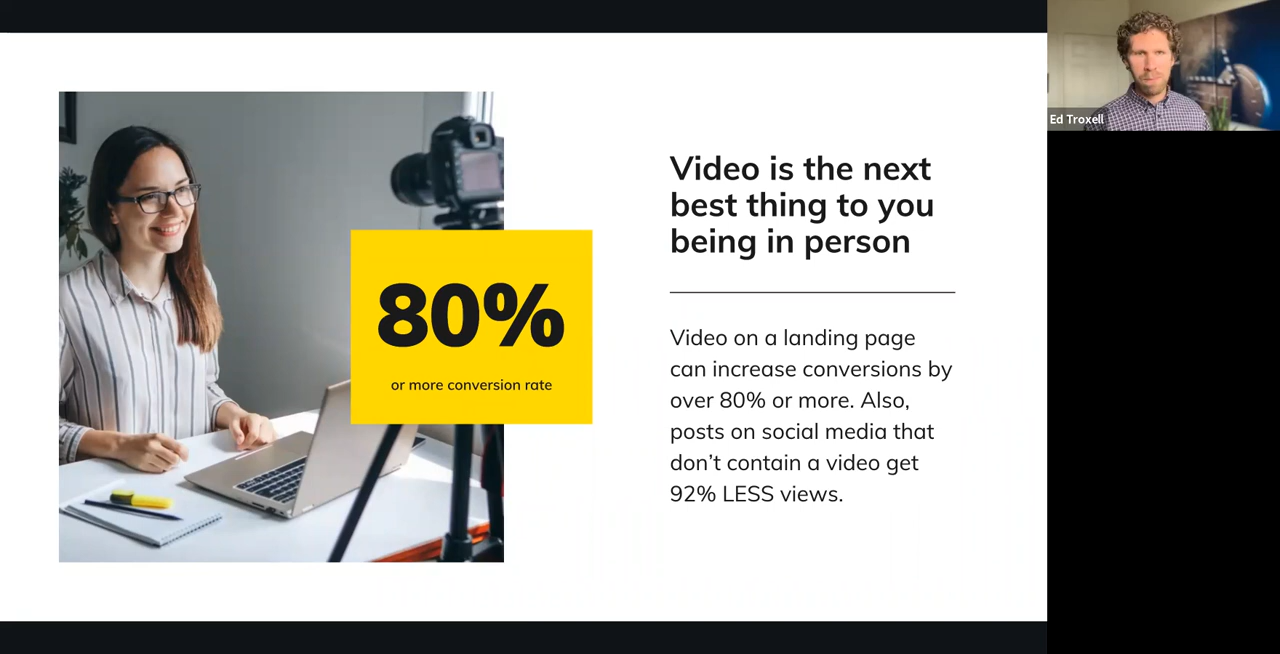 Ed Troxell
Video is the next
best thing to you
being in person
80%
or more conversion rate
Video on a landing page
can increase conversions by
over 80% or more. Also,
posts on social media that
don’t contain a video get
92% LESS views.